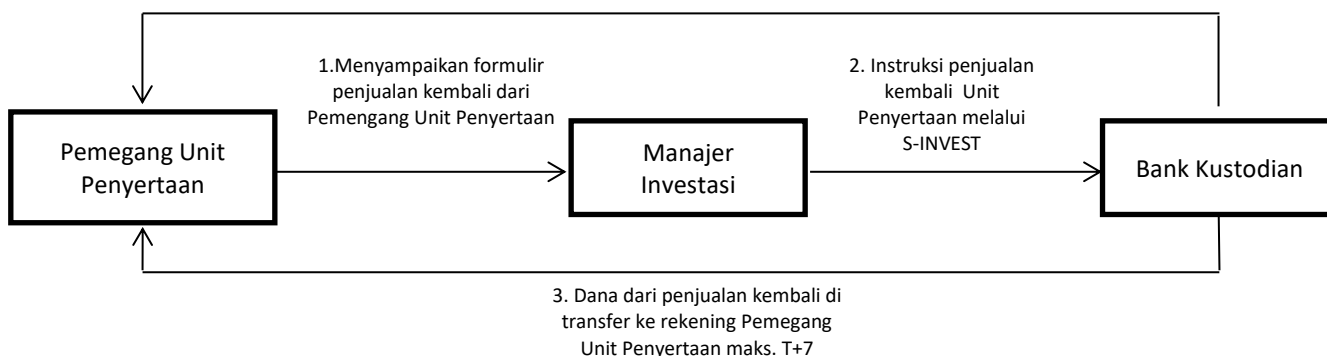 1.Menyampaikan formulir
penjualan kembali dari
Pemengang Unit Penyertaan
2. Instruksi penjualan
kembali Unit
Penyertaan melalui
S-INVEST
Pemegang Unit
Penyertaan
Manajer
Investasi
Bank Kustodian
3. Dana dari penjualan kembali di
transfer ke rekening Pemegang
Unit Penyertaan maks. T+7